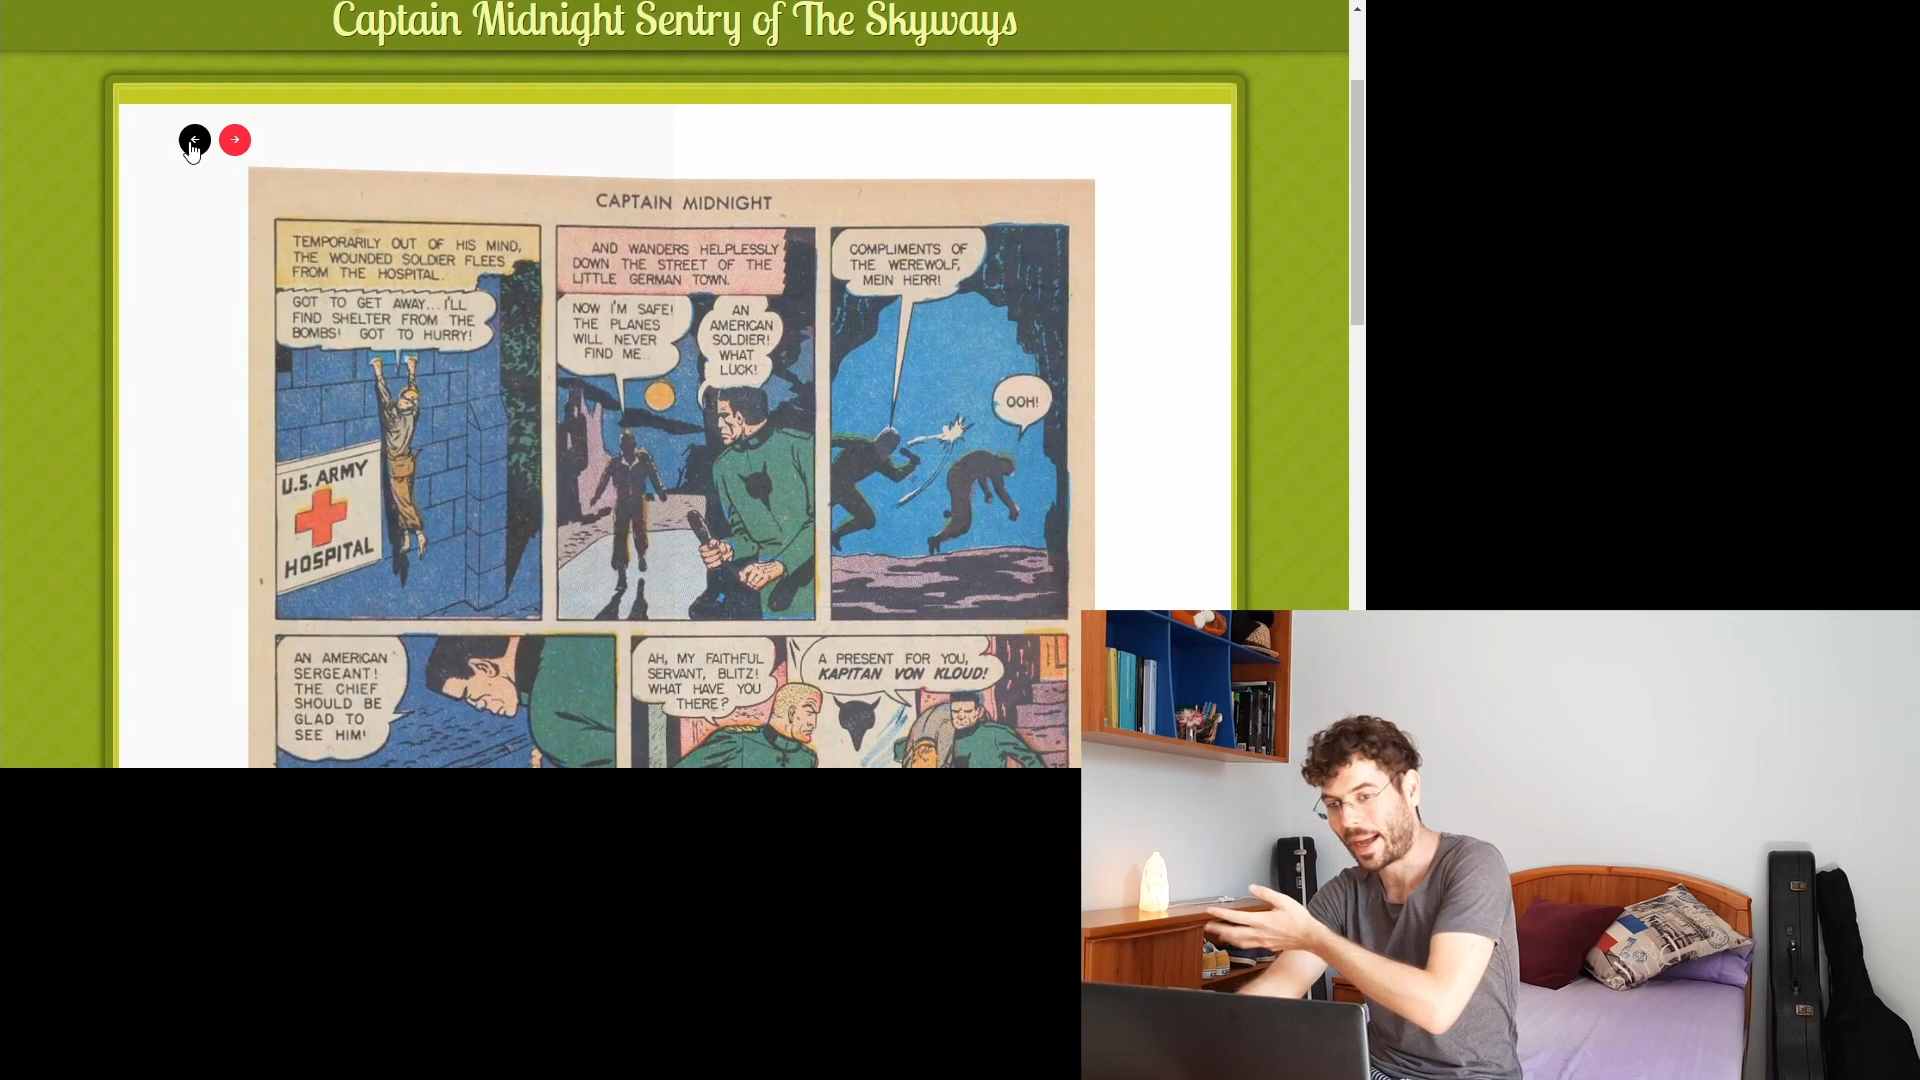 Captain Midnight Sentry of The Skyways
CAPTAIN MIDNIGHT
TEMPORARILY OUT OF HIS MIND,
THE WOUNDED SOLDIER FLEES
FROM THE HOSPITAL.
GOT TO GET AWAY... I'LL
FIND SHELTER FROM THE
BOMBS! GOT TO HURRY!
U.S. ARMY
HOSPITAL
AND WANDERS HELPLESSLY
DOWN THE STREET OF THE
LITTLE GERMAN TOWN.
NOW I'M SAFE!
THE PLANES
WILL NEVER
FIND ME..
AN
AMERICAN
SOLDIER!
WHAT
LUCK!
COMPLIMENTS OF
THE WEREWOLF,
MEIN HERR!
OOH!
AN AMERICAN
SERGEANT!
THE CHIEF
SHOULD BE
GLAD TO
SEE HIM!
AH, MY FAITHFUL
SERVANT, BLITZ!
WHAT HAVE YOU
THERE?
A PRESENT FOR YOU,
KAPITAN VON KLOUD!